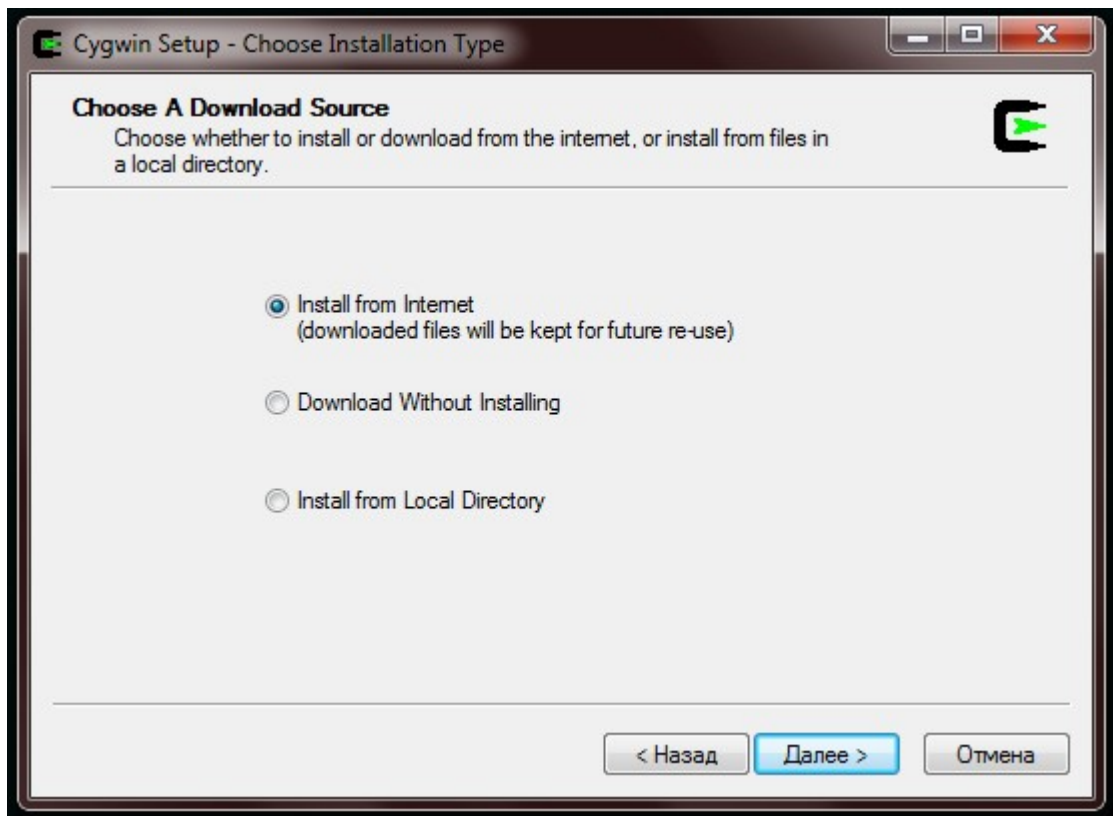 Cygwin Setup - Choose Installation Type
Choose A Download Source
Choose whether to install or download from the internet, or install from files in
a local directory.
Install from Internet
(downloaded files will be kept for future re-use)
Download Without Installing
Install from Local Directory
< Назад Далее > Отмена